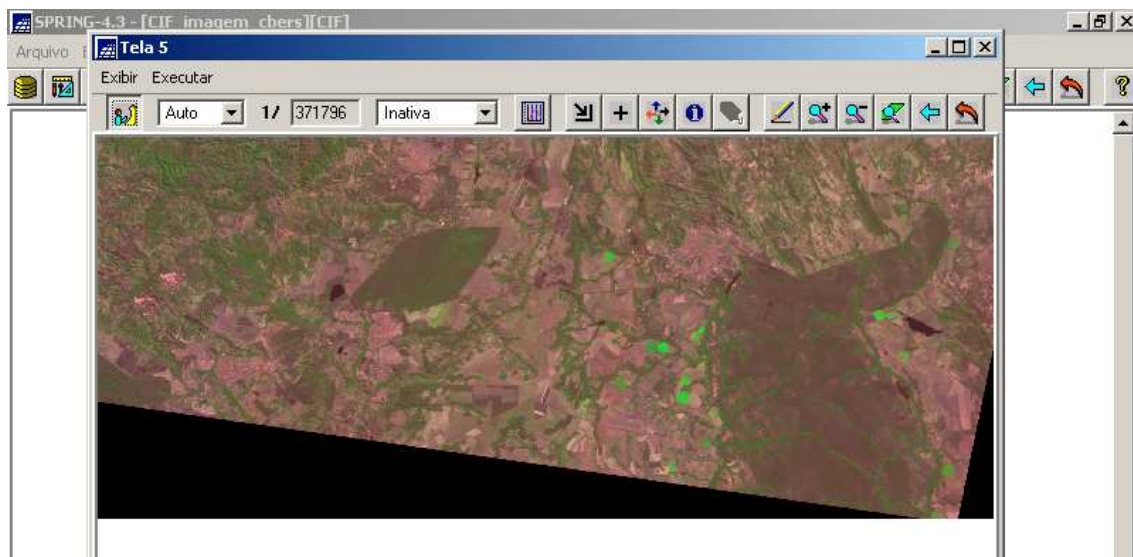 SPRING-4.3 - [CIF_imagem_cbers][CIF]
Arquivo
Tela 5
Exibir Executar
Auto 1/ 371796 Inativa